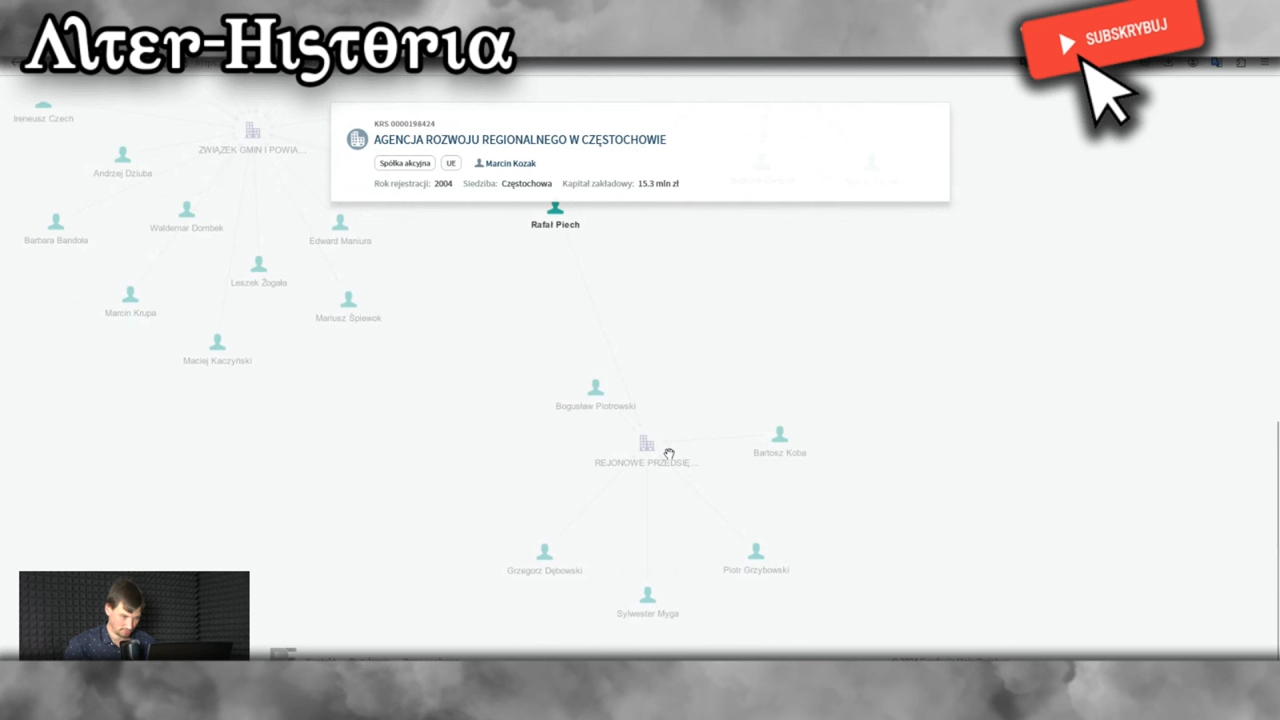 Alter-Historia
SUBSKRYBUJ
KRS 0000198424
AGENCJA ROZWOJU REGIONALNEGO W CZĘSTOCHOWIE
Spółka akcyjna UE Marcin Kozak
Rok rejestracji: 2004 Siedziba: Częstochowa Kapitał zakładowy: 15.3 mln zł
Ireneusz Czech
ZWIĄZEK GMIN I POWIA...
Andrzej Dziuba
Waldemar Dombek
Barbara Bandoła
Edward Maniura
Rafał Piech
Leszek Żogała
Marcin Krupa
Mariusz Śpiewok
Maciej Kaczyński
Bogusław Piotrowski
Bartosz Koba
REJONOWE PRZEDSIĘ...
Grzegorz Dębowski
Piotr Grzybowski
Sylwester Myga